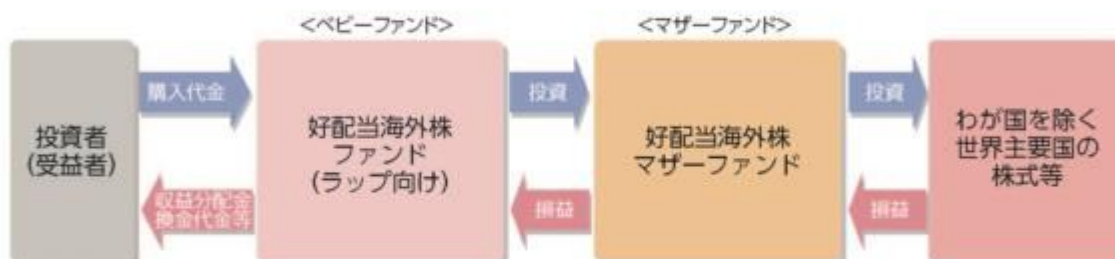 <ベビーファンド>
<マザーファンド>
投資者
(受益者)
購入代金
収益分配金
換金代金等
好配当海外株
ファンド
(ラップ向け)
投資
損益
好配当海外株
マザーファンド
投資
損益
わが国を除く
世界主要国の
株式等